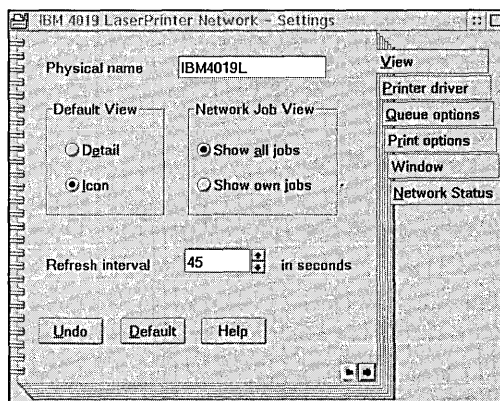 IBM 4019 LaserPrinter Network – Settings
Physical name IBM4019L
Default View
Detail
Icon
Network Job View
Show all jobs
Show own jobs
Refresh interval 45 in seconds
Undo Default Help
View
Printer driver
Queue options
Print options
Window
Network Status